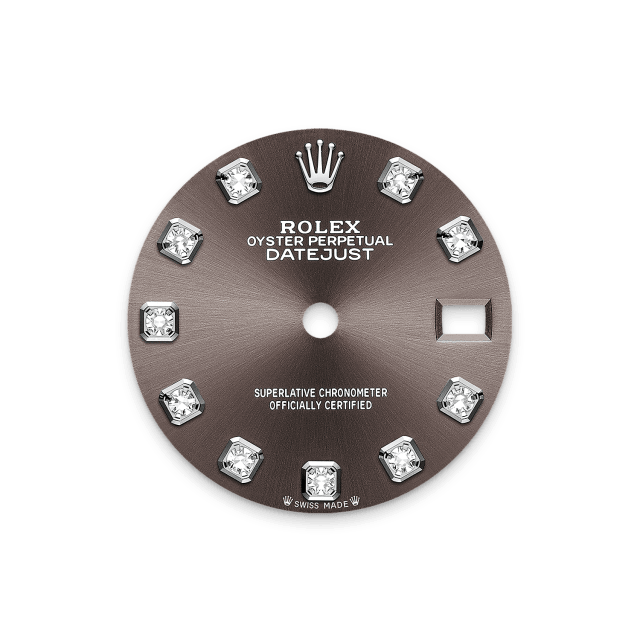 ROLEX
OYSTER PERPETUAL
DATEJUST
SUPERLATIVE CHRONOMETER
OFFICIALLY CERTIFIED
SWISS MADE